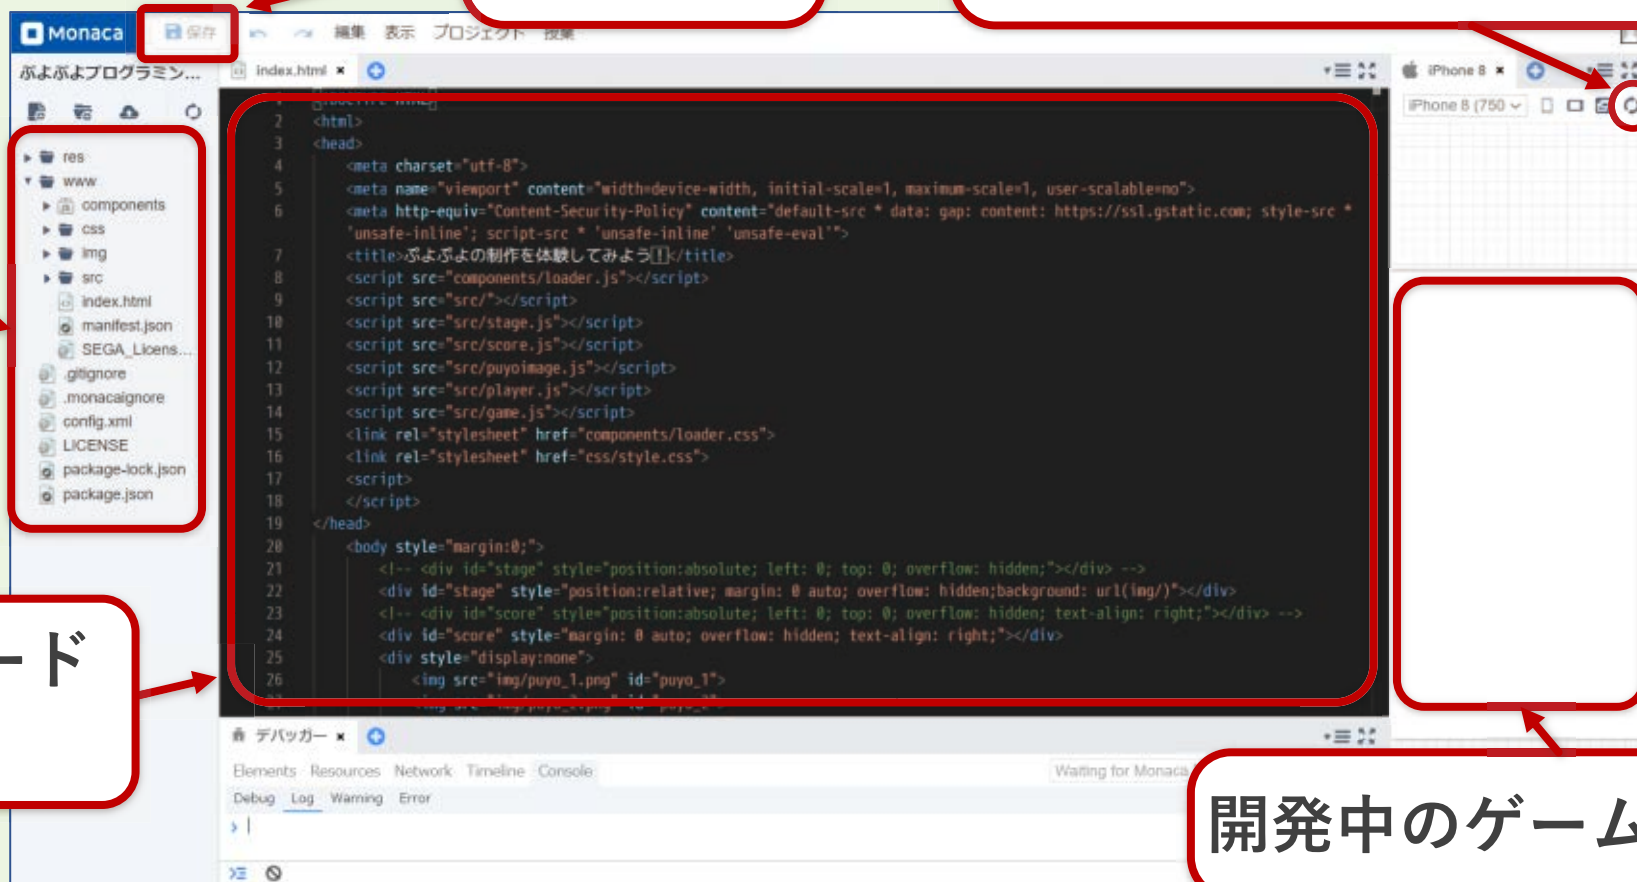 Monaca
保存
編集 表示 プロジェクト 授業
ぷよぷよプログラミン...
index.html
iPhone 8
iPhone 8 (750
res
www
components
css
img
src
index.html
manifest.json
SEGA_Licens...
.gitignore
.monacaignore
config.xml
LICENSE
package-lock.json
package.json
2 <html>
3 <head>
4 <meta charset="utf-8">
5 <meta name="viewport" content="width=device-width, initial-scale=1, maximum-scale=1, user-scalable=no">
6 <meta http-equiv="Content-Security-Policy" content="default-src * data: gap: content: https://ssl.gstatic.com; style-src *
'unsafe-inline'; script-src * 'unsafe-inline' 'unsafe-eval'">
7 <title>ぷよぷよの制作を体験してみよう!</title>
8 <script src="components/loader.js"></script>
9 <script src="src/"></script>
10 <script src="src/stage.js"></script>
11 <script src="src/score.js"></script>
12 <script src="src/puyoimage.js"></script>
13 <script src="src/player.js"></script>
14 <script src="src/game.js"></script>
15 <link rel="stylesheet" href="components/loader.css">
16 <link rel="stylesheet" href="css/style.css">
17 <script>
18 </script>
19 </head>
20 <body style="margin:0;">
21 <!-- <div id="stage" style="position:absolute; left: 0; top: 0; overflow: hidden;"></div> -->
22 <div id="stage" style="position:relative; margin: 0 auto; overflow: hidden;background: url(img/)"></div>
23 <!-- <div id="score" style="position:absolute; left: 0; top: 0; overflow: hidden; text-align: right;"></div> -->
24 <div id="score" style="margin: 0 auto; overflow: hidden; text-align: right;"></div>
25 <div style="display:none">
26 <img src="img/puyo_1.png" id="puyo_1">
ード
デバッガー
Elements Resources Network Timeline Console
Waiting for Monaca
Debug Log Warning Error
開発中のゲーム